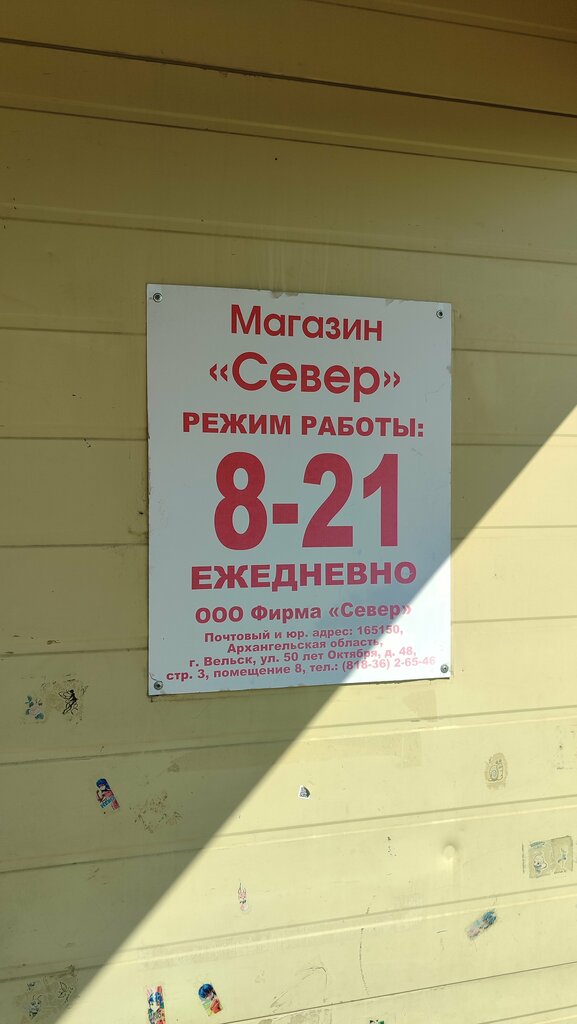 Магазин
«Север»
РЕЖИМ РАБОТЫ:
8-21
ЕЖЕДНЕВНО
ООО Фирма «Север»
Почтовый и юр. адрес: 165150,
Архангельская область,
г. Вельск, ул. 50 лет Октября, д. 48,
стр. 3, помещение 8, тел.: (818-36) 2-65-46